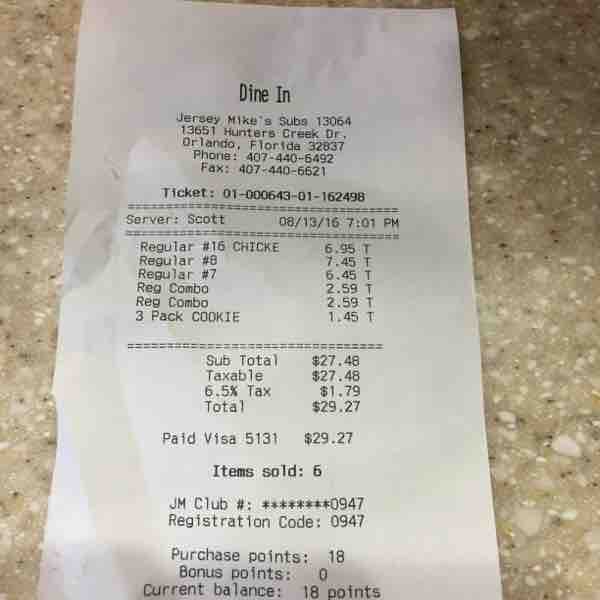 Dine In
Jersey Mike's Subs 13064
13651 Hunters Creek Dr.
Orlando, Florida 32837
Phone: 407-440-6492
Fax: 407-440-6621
Ticket: 01-000643-01-162498
==================================
Server: Scott 08/13/16 7:01 PM
==================================
Regular #16 CHICKE 6.95 T
Regular #8 7.45 T
Regular #7 6.45 T
Reg Combo 2.59 T
Reg Combo 2.59 T
3 Pack COOKIE 1.45 T
================================
Sub Total $27.48
Taxable $27.48
6.5% Tax $1.79
Total $29.27
Paid Visa 5131 $29.27
Items sold: 6
JM Club #: ********0947
Registration Code: 0947
Purchase points: 18
Bonus points: 0
Current balance: 18 points